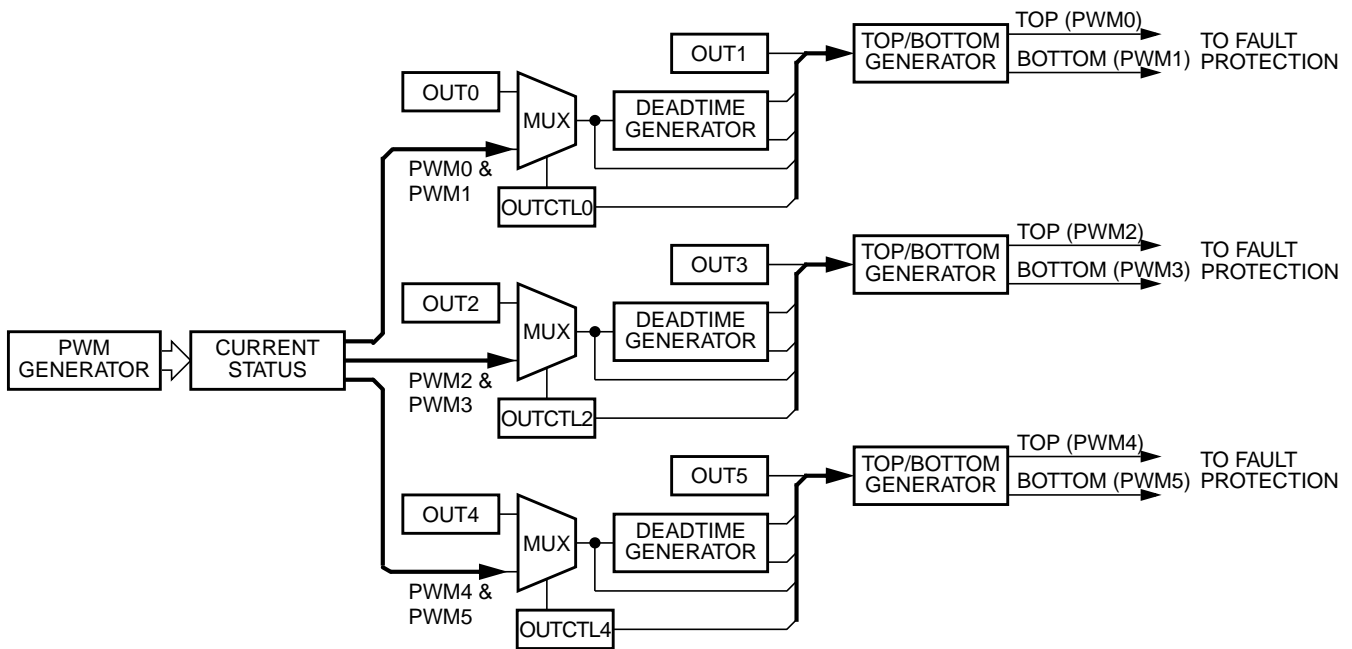 PWM
GENERATOR
CURRENT
STATUS
OUT0
MUX
PWM0 &
PWM1
OUTCTL0
OUT1
DEADTIME
GENERATOR
TOP/BOTTOM
GENERATOR
TOP (PWM0)
BOTTOM (PWM1)
TO FAULT
PROTECTION
OUT2
MUX
PWM2 &
PWM3
OUTCTL2
OUT3
DEADTIME
GENERATOR
TOP/BOTTOM
GENERATOR
TOP (PWM2)
BOTTOM (PWM3)
TO FAULT
PROTECTION
OUT4
MUX
PWM4 &
PWM5
OUTCTL4
OUT5
DEADTIME
GENERATOR
TOP/BOTTOM
GENERATOR
TOP (PWM4)
BOTTOM (PWM5)
TO FAULT
PROTECTION